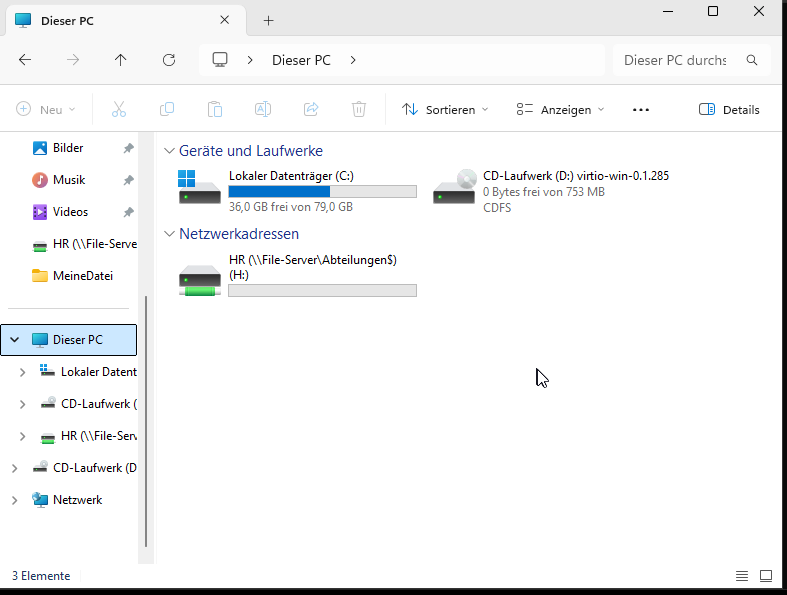 Dieser PC
Dieser PC
Dieser PC durchs
Neu
Sortieren
Anzeigen
Details
Bilder
Musik
Videos
HR (\\File-Serve
MeineDatei
Dieser PC
Lokaler Datent
CD-Laufwerk (
HR (\\File-Serv
CD-Laufwerk (D
Netzwerk
Geräte und Laufwerke
Lokaler Datenträger (C:)
36,0 GB frei von 79,0 GB
CD-Laufwerk (D:) virtio-win-0.1.285
0 Bytes frei von 753 MB
CDFS
Netzwerkadressen
HR (\\File-Server\Abteilungen$)
(H:)
3 Elemente